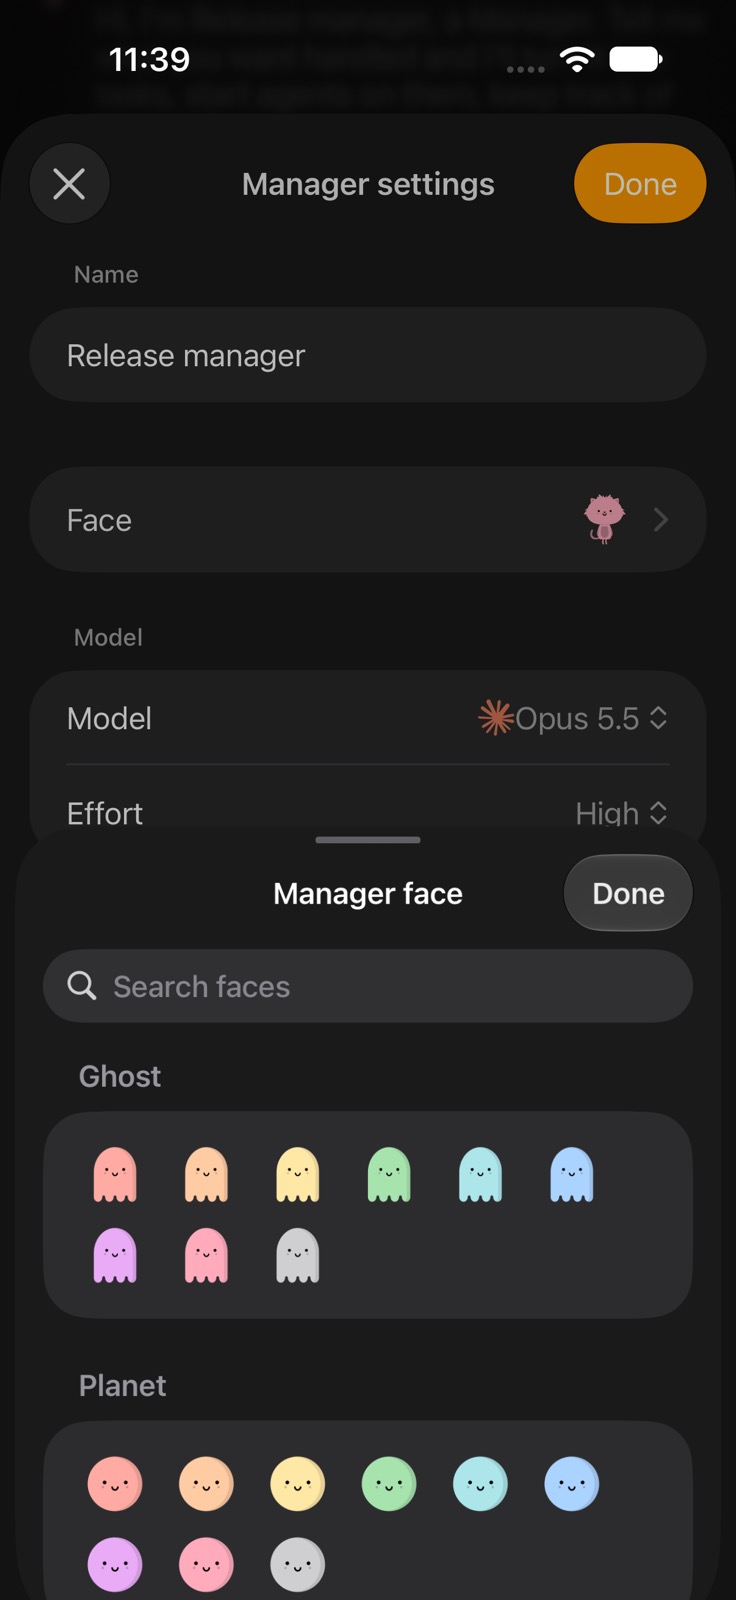 11:39
Manager settings
Done
Name
Release manager
Face
Model
Model
Opus 5.5
Effort
High
Manager face
Done
Search faces
Ghost
Planet